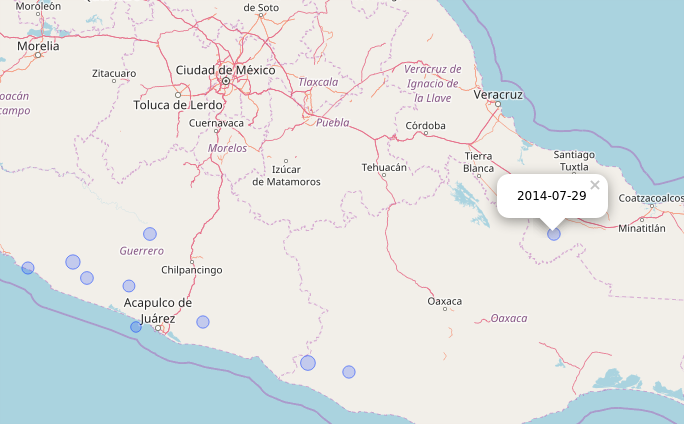 Moroleón
de Soto
Morelia
Zitacuaro
Ciudad de México
Tlaxcala
Veracruz de
Ignacio de
la Llave
Veracruz
oacán
campo
Toluca de Lerdo
Cuernavaca
Puebla
Córdoba
Morelos
Izúcar
de Matamoros
Tehuacán
Tierra
Blanca
Santiago
Tuxtla
×
2014-07-29
Coatzacoalcos
Minatitlán
Guerrero
Chilpancingo
Acapulco de
Juárez
Oaxaca
Oaxaca